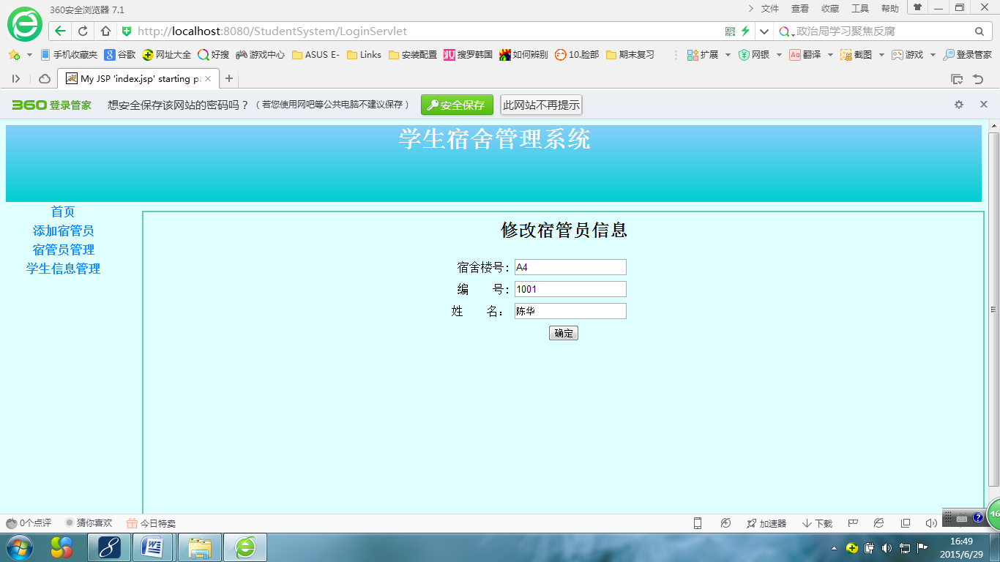 360安全浏览器 7.1
文件 查看 收藏 工具 帮助
http://localhost:8080/StudentSystem/LoginServlet
政治局学习聚焦反腐
手机收藏夹 谷歌 网址大全 好搜 游戏中心 ASUS E- Links 安装配置 搜罗韩国 如何辨别 10.脸部 期末复习 扩展 网银 翻译 截图 游戏 登录管家
My JSP 'index.jsp' starting p
360 登录管家 想安全保存该网站的密码吗？（若您使用网吧等公共电脑不建议保存） 安全保存 此网站不再提示
学生宿舍管理系统
首页
添加宿管员
宿管员管理
学生信息管理
修改宿管员信息
宿舍楼号: A4
编 号: 1001
姓 名： 陈华
确定
0个点评 猜你喜欢 今日特卖 加速器 下载
46
16:49
2015/6/29